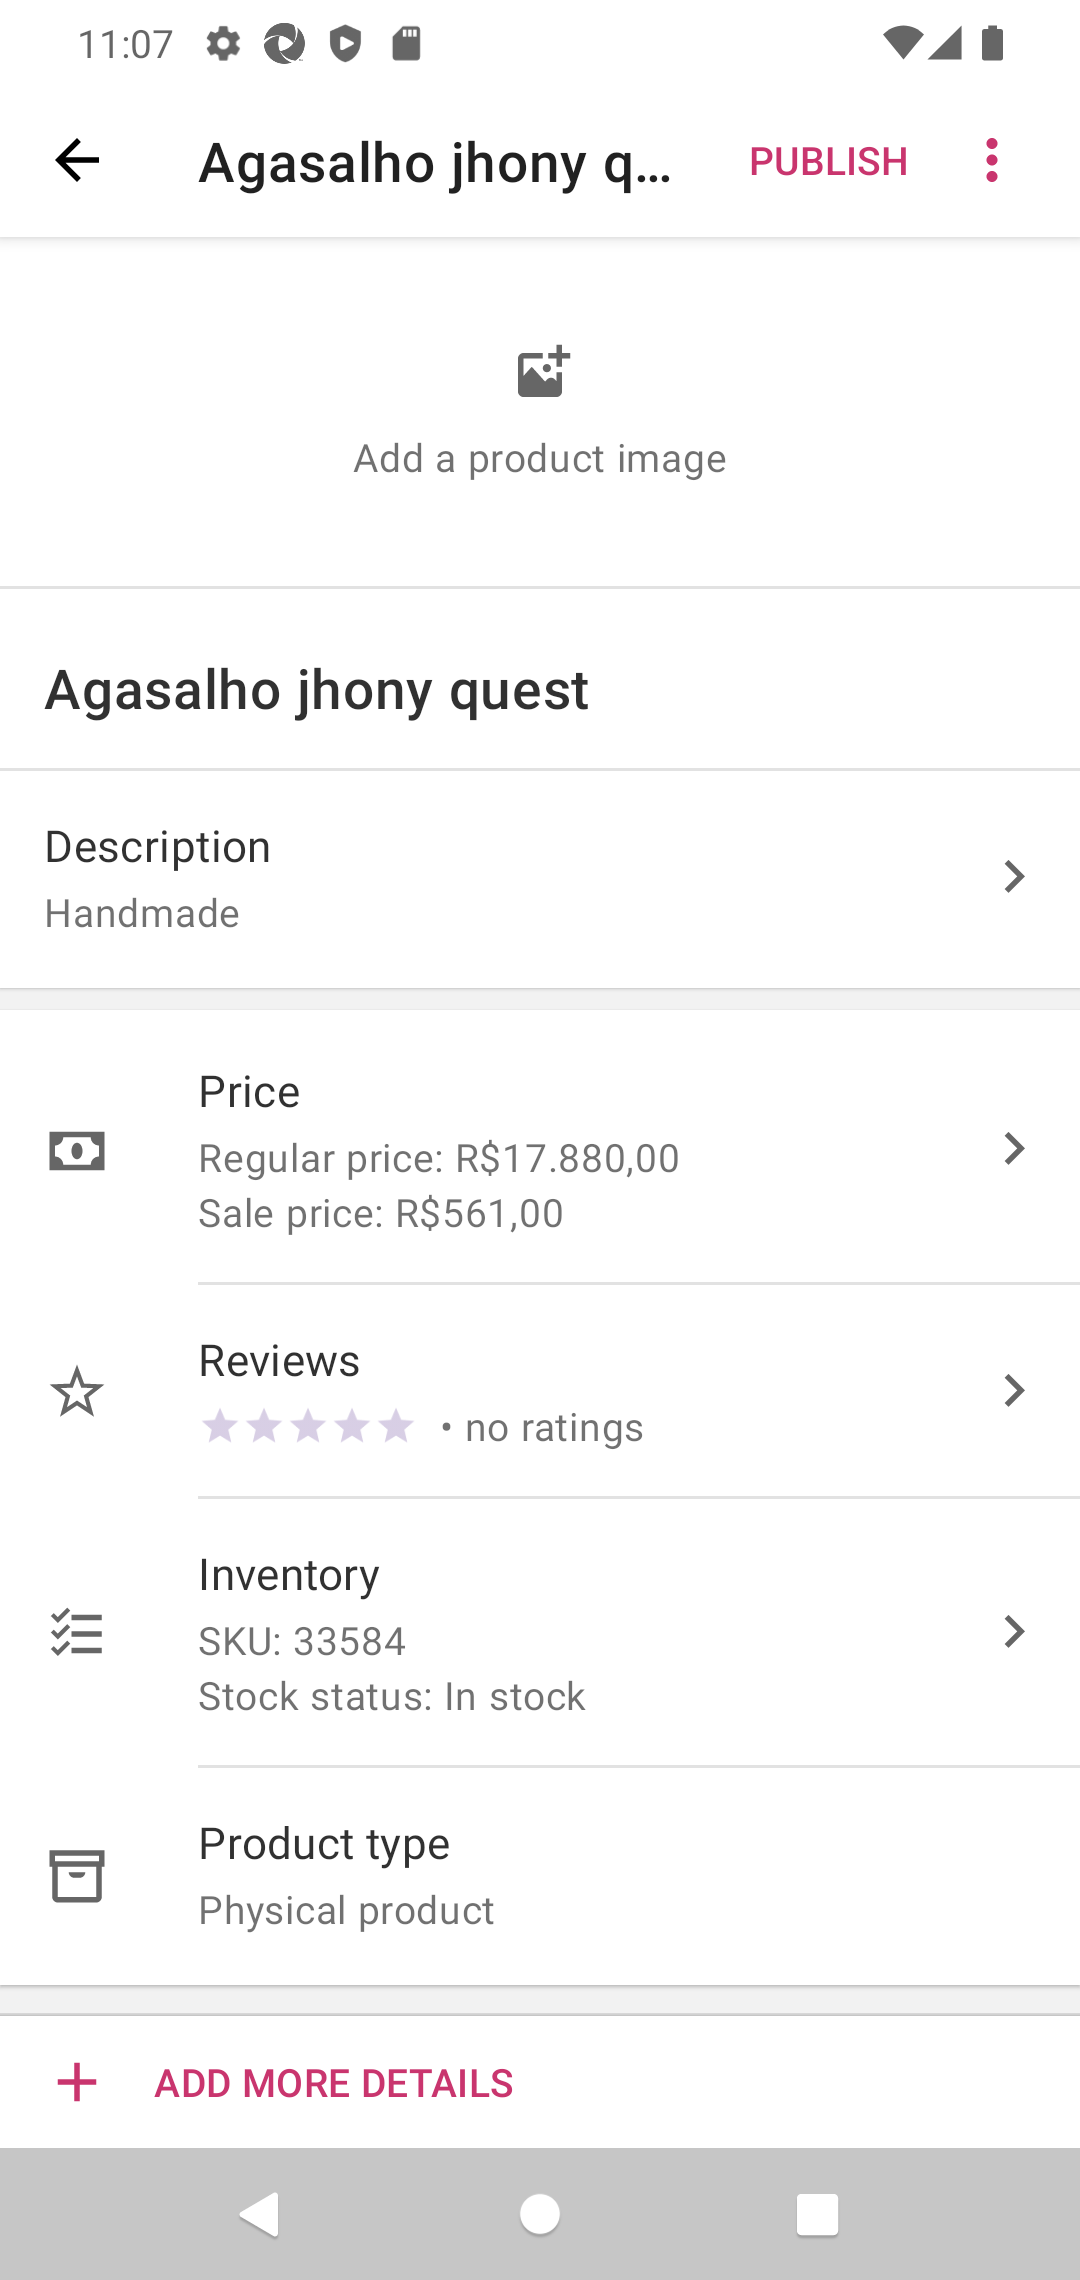 11:07
Agasalho jhony q...
PUBLISH
Add a product image
Agasalho jhony quest
Description
Handmade
Price
Regular price: R$17.880,00
Sale price: R$561,00
Reviews
• no ratings
Inventory
SKU: 33584
Stock status: In stock
Product type
Physical product
ADD MORE DETAILS